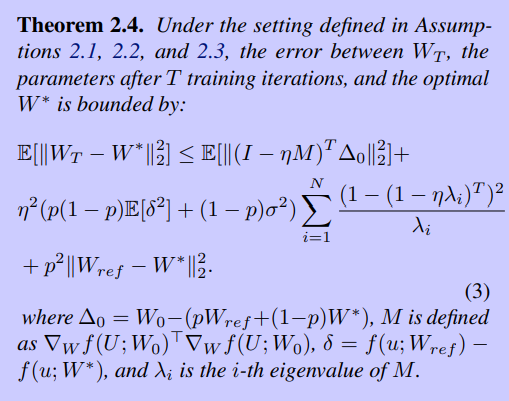 Theorem 2.4. Under the setting defined in Assump-
tions 2.1, 2.2, and 2.3, the error between W_T, the
parameters after T training iterations, and the optimal
W* is bounded by:
𝔼[‖W_T − W*‖₂²] ≤ 𝔼[‖(I − ηM)^T Δ₀‖₂²]+
η²(p(1 − p)𝔼[δ²] + (1 − p)σ²) ∑_{i=1}^{N} (1 − (1 − ηλ_i)^T)² / λ_i
+ p²‖W_ref − W*‖₂².
(3)
where Δ₀ = W₀−(pW_ref+(1−p)W*), M is defined
as ∇_W f(U; W₀)^⊤∇_W f(U; W₀), δ = f(u; W_ref) −
f(u; W*), and λ_i is the i-th eigenvalue of M.